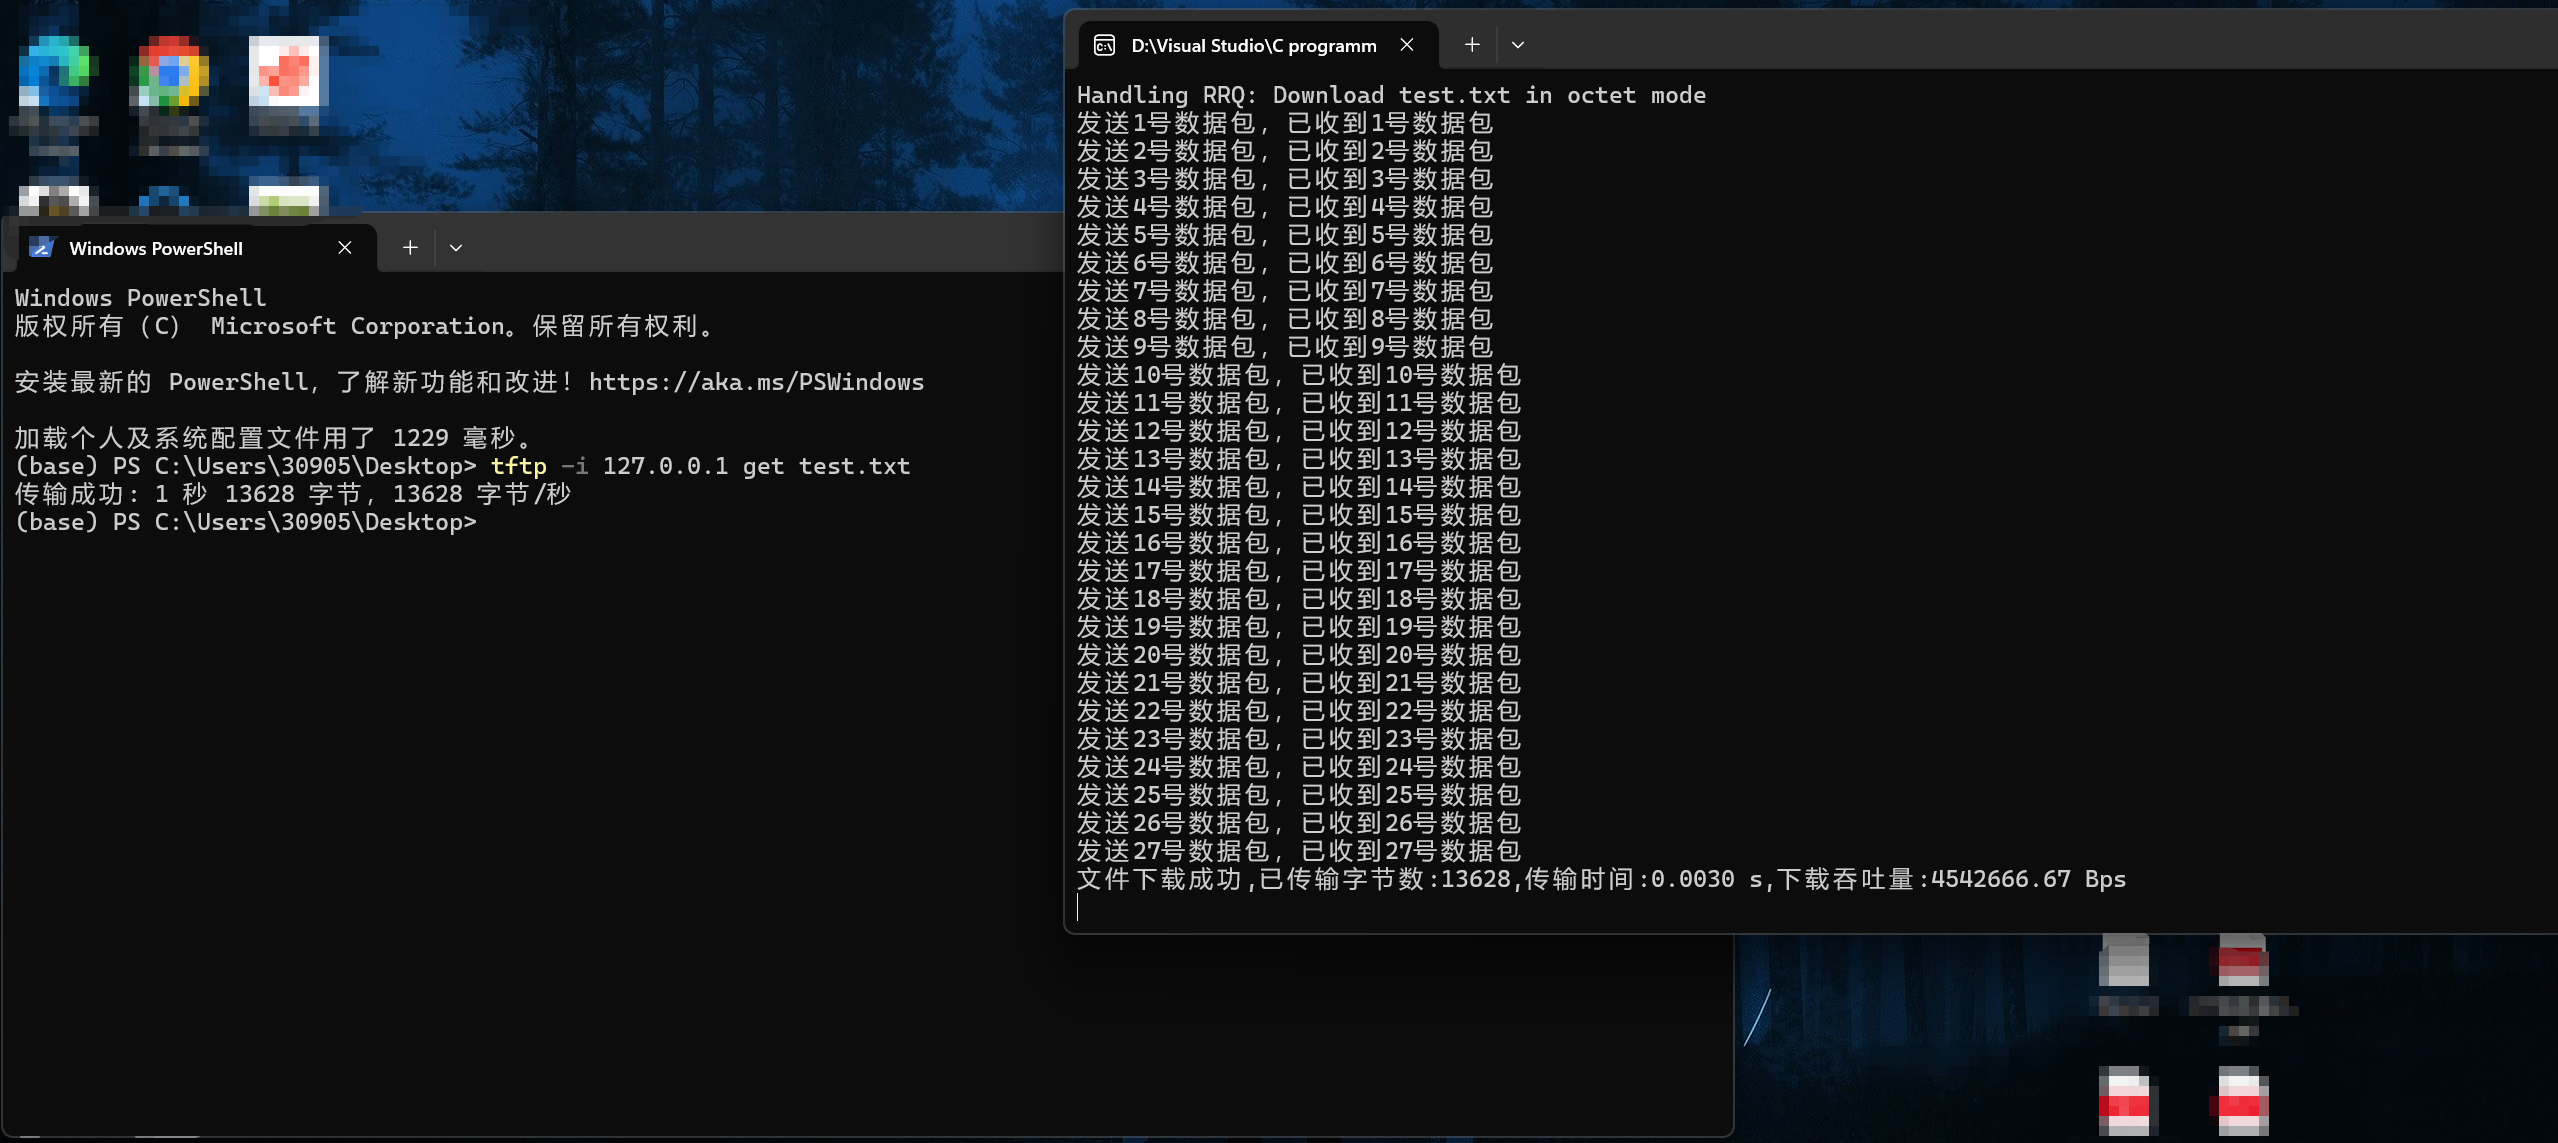 Windows PowerShell
Windows PowerShell
版权所有 (C) Microsoft Corporation。保留所有权利。
安装最新的 PowerShell，了解新功能和改进！https://aka.ms/PSWindows
加载个人及系统配置文件用了 1229 毫秒。
(base) PS C:\Users\30905\Desktop> tftp -i 127.0.0.1 get test.txt
传输成功: 1 秒 13628 字节，13628 字节/秒
(base) PS C:\Users\30905\Desktop>
D:\Visual Studio\C programm
Handling RRQ: Download test.txt in octet mode
发送1号数据包，已收到1号数据包
发送2号数据包，已收到2号数据包
发送3号数据包，已收到3号数据包
发送4号数据包，已收到4号数据包
发送5号数据包，已收到5号数据包
发送6号数据包，已收到6号数据包
发送7号数据包，已收到7号数据包
发送8号数据包，已收到8号数据包
发送9号数据包，已收到9号数据包
发送10号数据包，已收到10号数据包
发送11号数据包，已收到11号数据包
发送12号数据包，已收到12号数据包
发送13号数据包，已收到13号数据包
发送14号数据包，已收到14号数据包
发送15号数据包，已收到15号数据包
发送16号数据包，已收到16号数据包
发送17号数据包，已收到17号数据包
发送18号数据包，已收到18号数据包
发送19号数据包，已收到19号数据包
发送20号数据包，已收到20号数据包
发送21号数据包，已收到21号数据包
发送22号数据包，已收到22号数据包
发送23号数据包，已收到23号数据包
发送24号数据包，已收到24号数据包
发送25号数据包，已收到25号数据包
发送26号数据包，已收到26号数据包
发送27号数据包，已收到27号数据包
文件下载成功,已传输字节数:13628,传输时间:0.0030 s,下载吞吐量:4542666.67 Bps